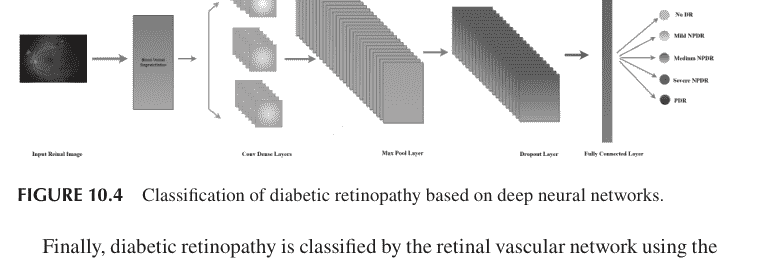 No DR
Mild NPDR
Blood Vessel
Segmentation
Medium NPDR
Severe NPDR
PDR
Input Reinal Image
Conv Dense Layers
Max Pool Layer
Dropout Layer
Fully Connected Layer
FIGURE 10.4 Classification of diabetic retinopathy based on deep neural networks.
Finally, diabetic retinopathy is classified by the retinal vascular network using the